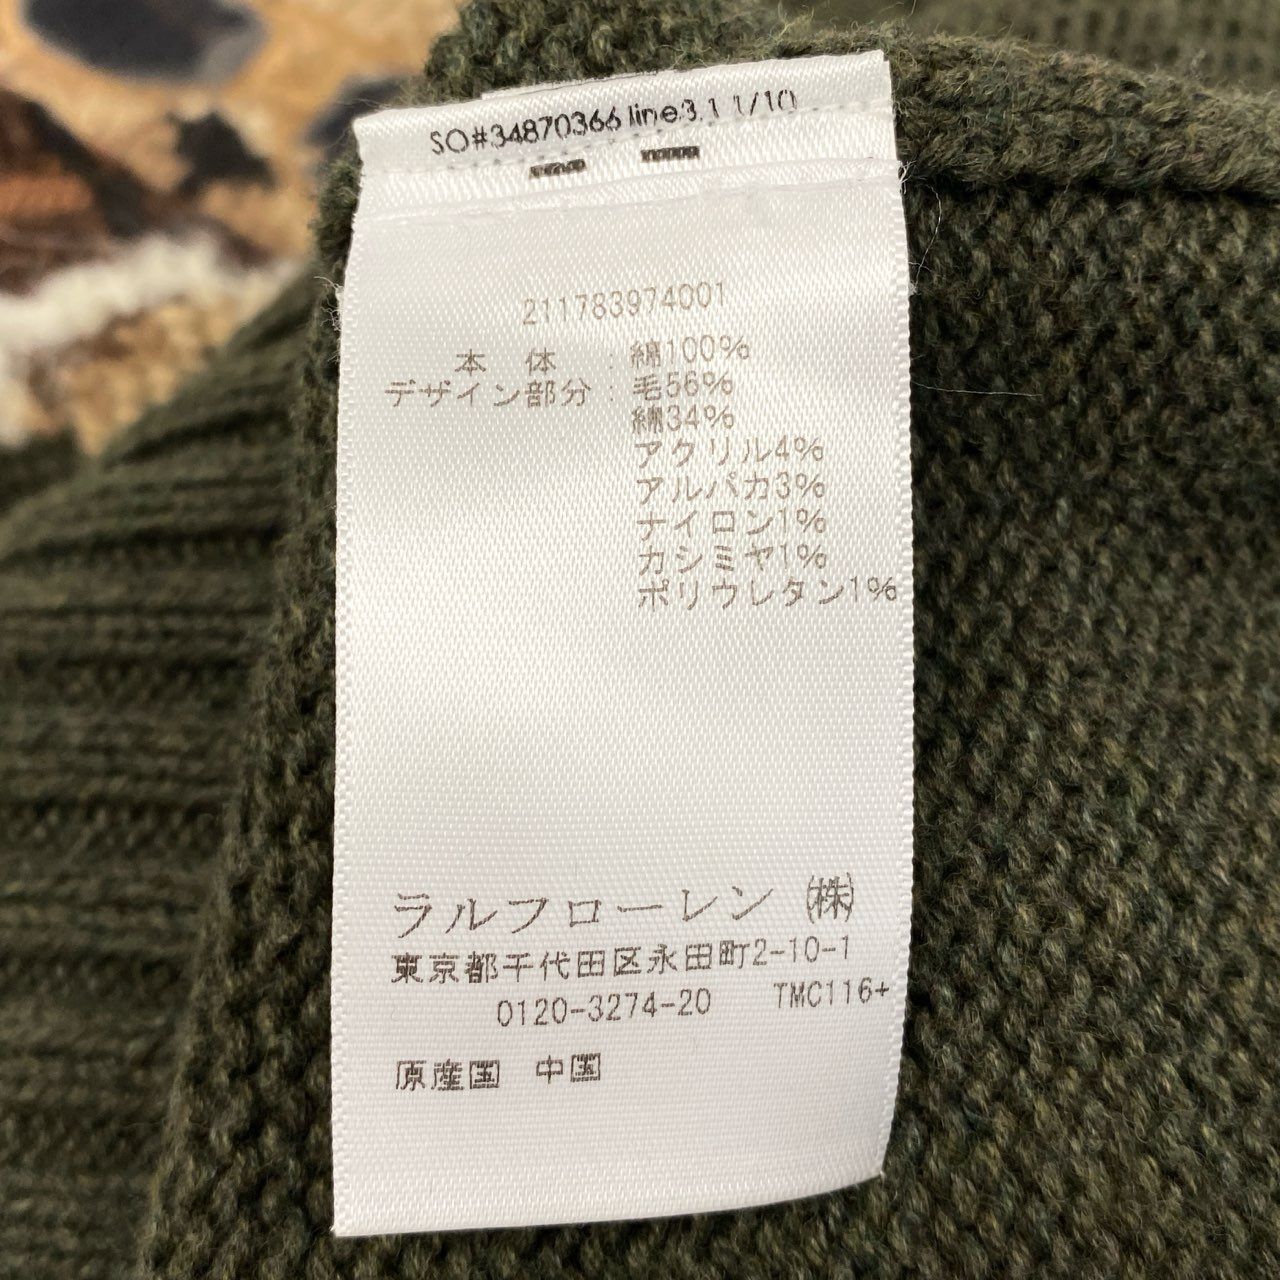 SO#34870366 line3.1 1/10
211783974001
本 体 : 綿100%
デザイン部分 : 毛56%
綿34%
アクリル4%
アルパカ3%
ナイロン1%
カシミヤ1%
ポリウレタン1%
ラルフローレン㈱
東京都千代田区永田町2-10-1
0120-3274-20 TMC116+
原産国 中国